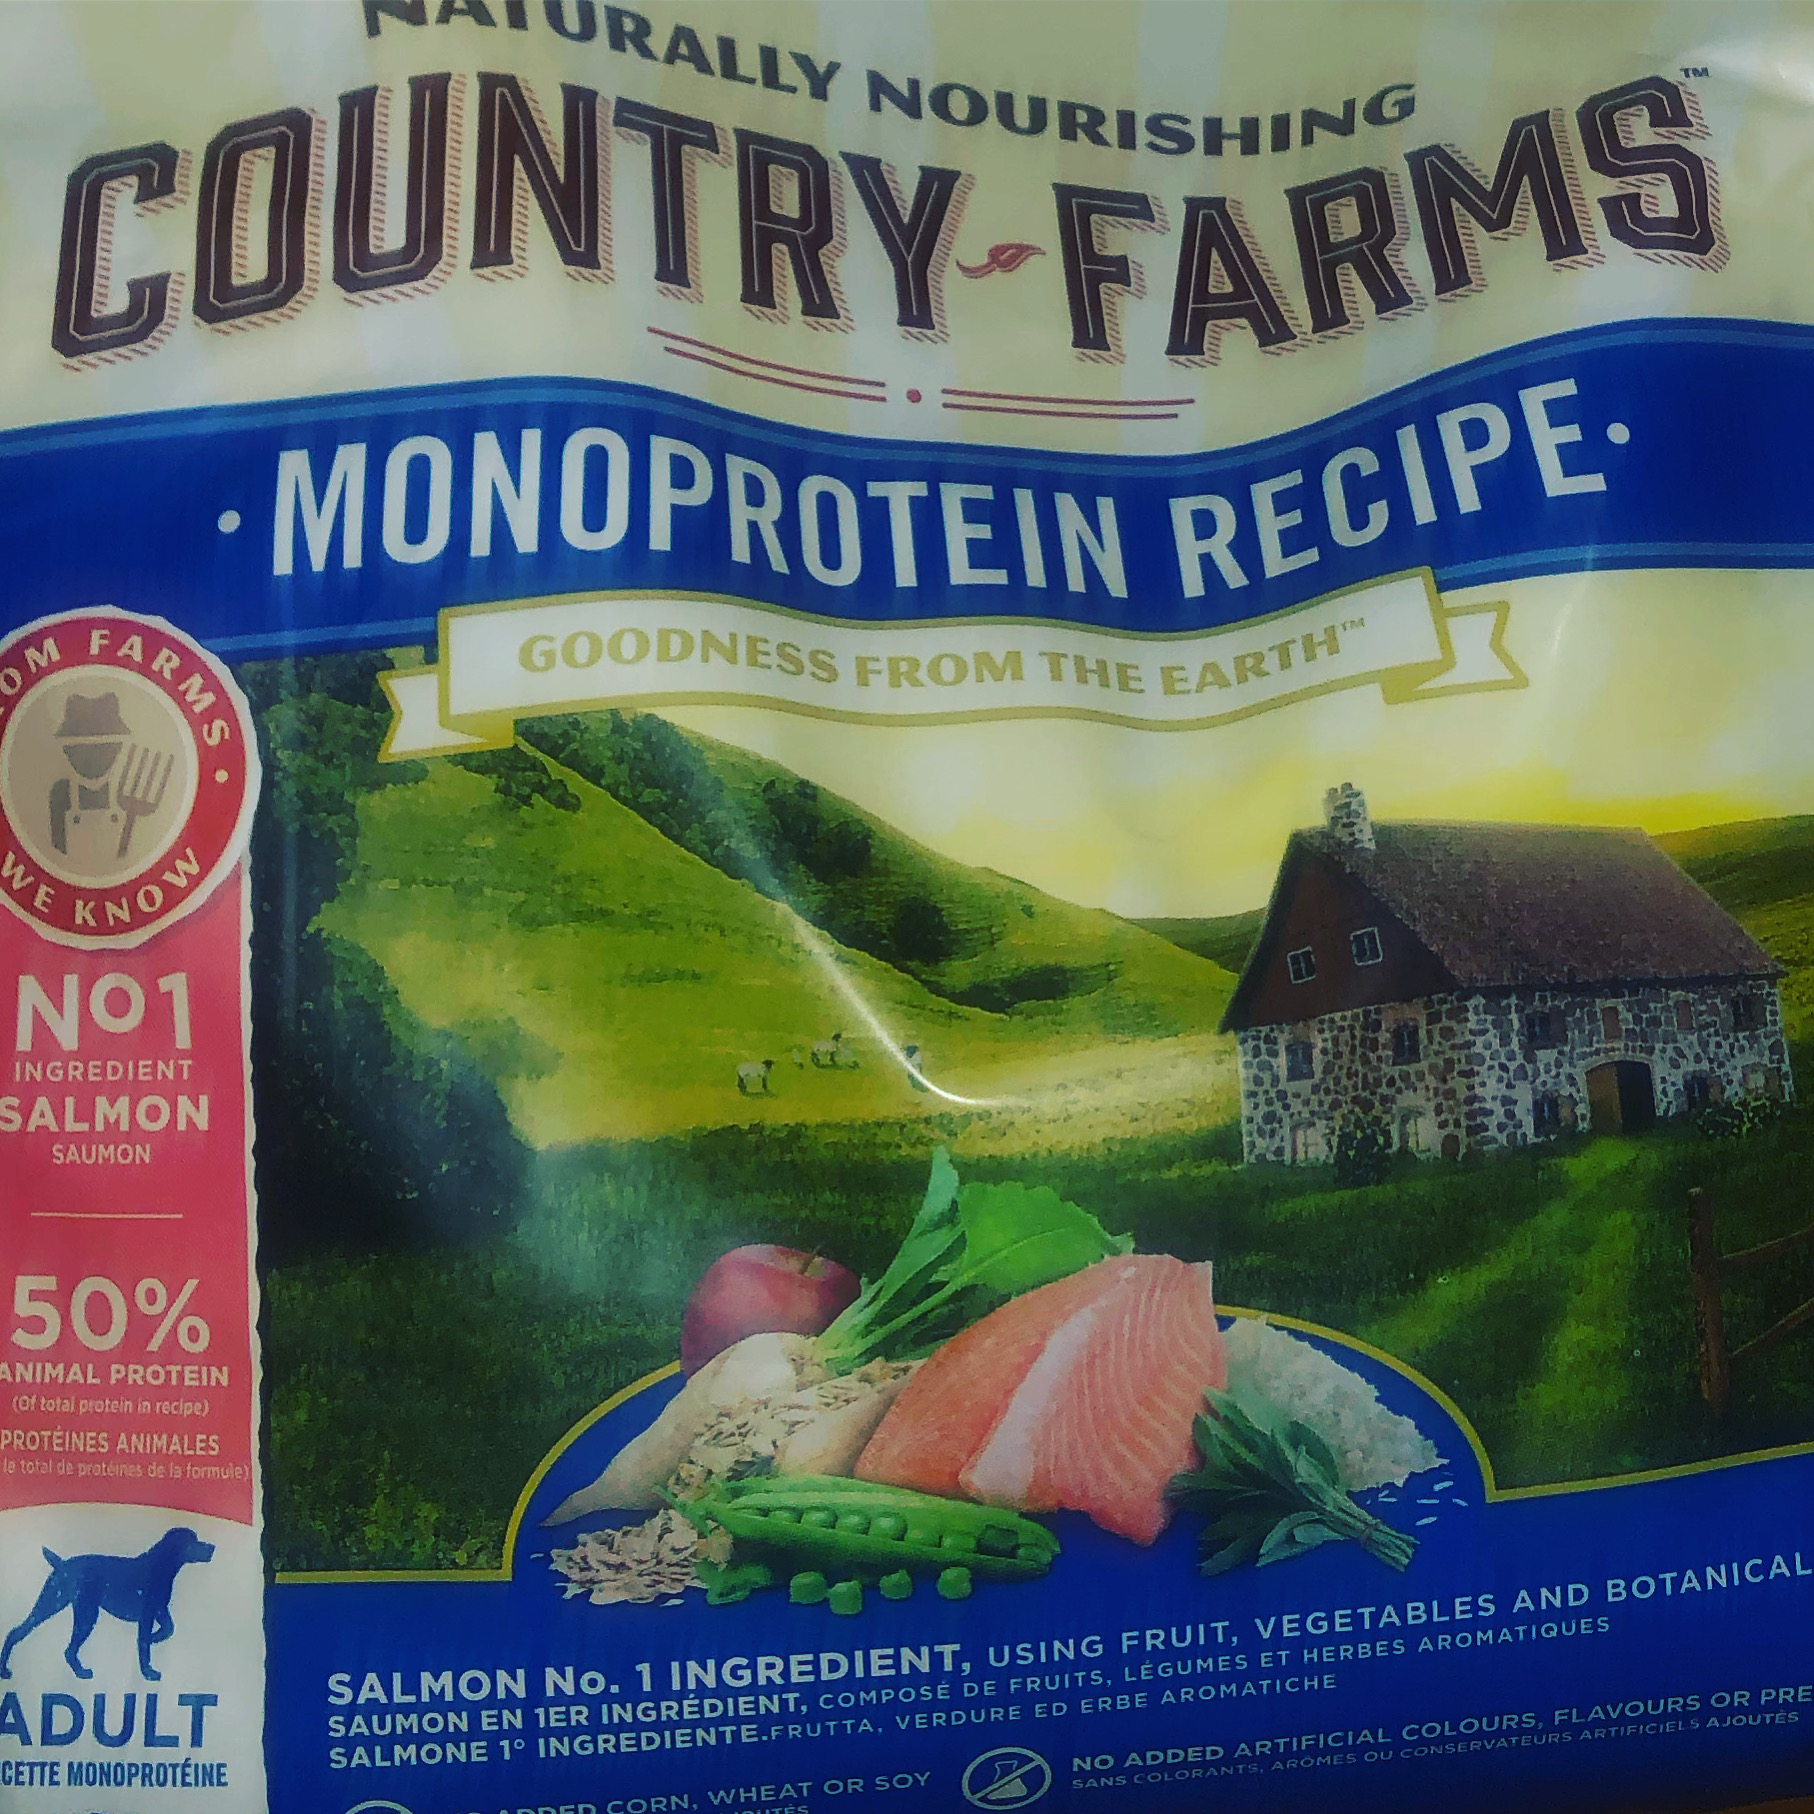 NATURALLY NOURISHING
COUNTRY FARMS™
· MONOPROTEIN RECIPE ·
GOODNESS FROM THE EARTH™
FARMS · WE KNOW
NO1
INGREDIENT
SALMON
SAUMON
50%
ANIMAL PROTEIN
(Of total protein in recipe)
PROTÉINES ANIMALES
le total de protéines de la formule)
ADULT
MONOPROTÉINE
SALMON No. 1 INGREDIENT, USING FRUIT, VEGETABLES AND BOTANICAL
SAUMON EN 1ER INGRÉDIENT, COMPOSÉ DE FRUITS, LÉGUMES ET HERBES AROMATIQUES
SALMONE 1° INGREDIENTE.FRUTTA, VERDURE ED ERBE AROMATICHE
ADDED CORN, WHEAT OR SOY
NO ADDED ARTIFICIAL COLOURS, FLAVOURS OR PRE
SANS COLORANTS, ARÔMES OU CONSERVATEURS ARTIFICIELS AJOUTÉS